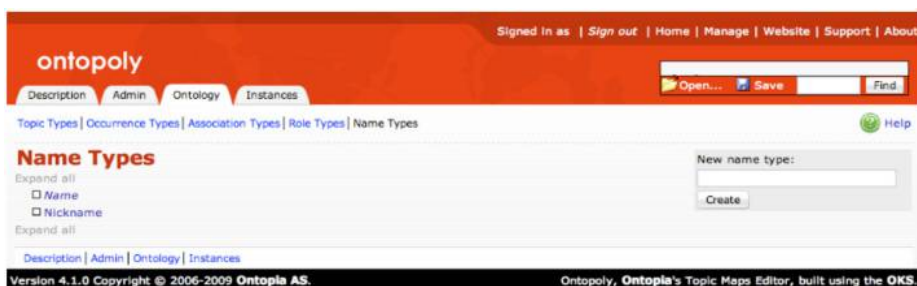 Signed in as | Sign out | Home | Manage | Website | Support | About
ontopoly
Open... Save Find
Description Admin Ontology Instances
Topic Types | Occurrence Types | Association Types | Role Types | Name Types Help
Name Types New name type:
Expand all
Name
Create
Nickname
Expand all
Description | Admin | Ontology | Instances
Version 4.1.0 Copyright © 2006-2009 Ontopia AS. Ontopoly, Ontopia's Topic Maps Editor, built using the OKS.